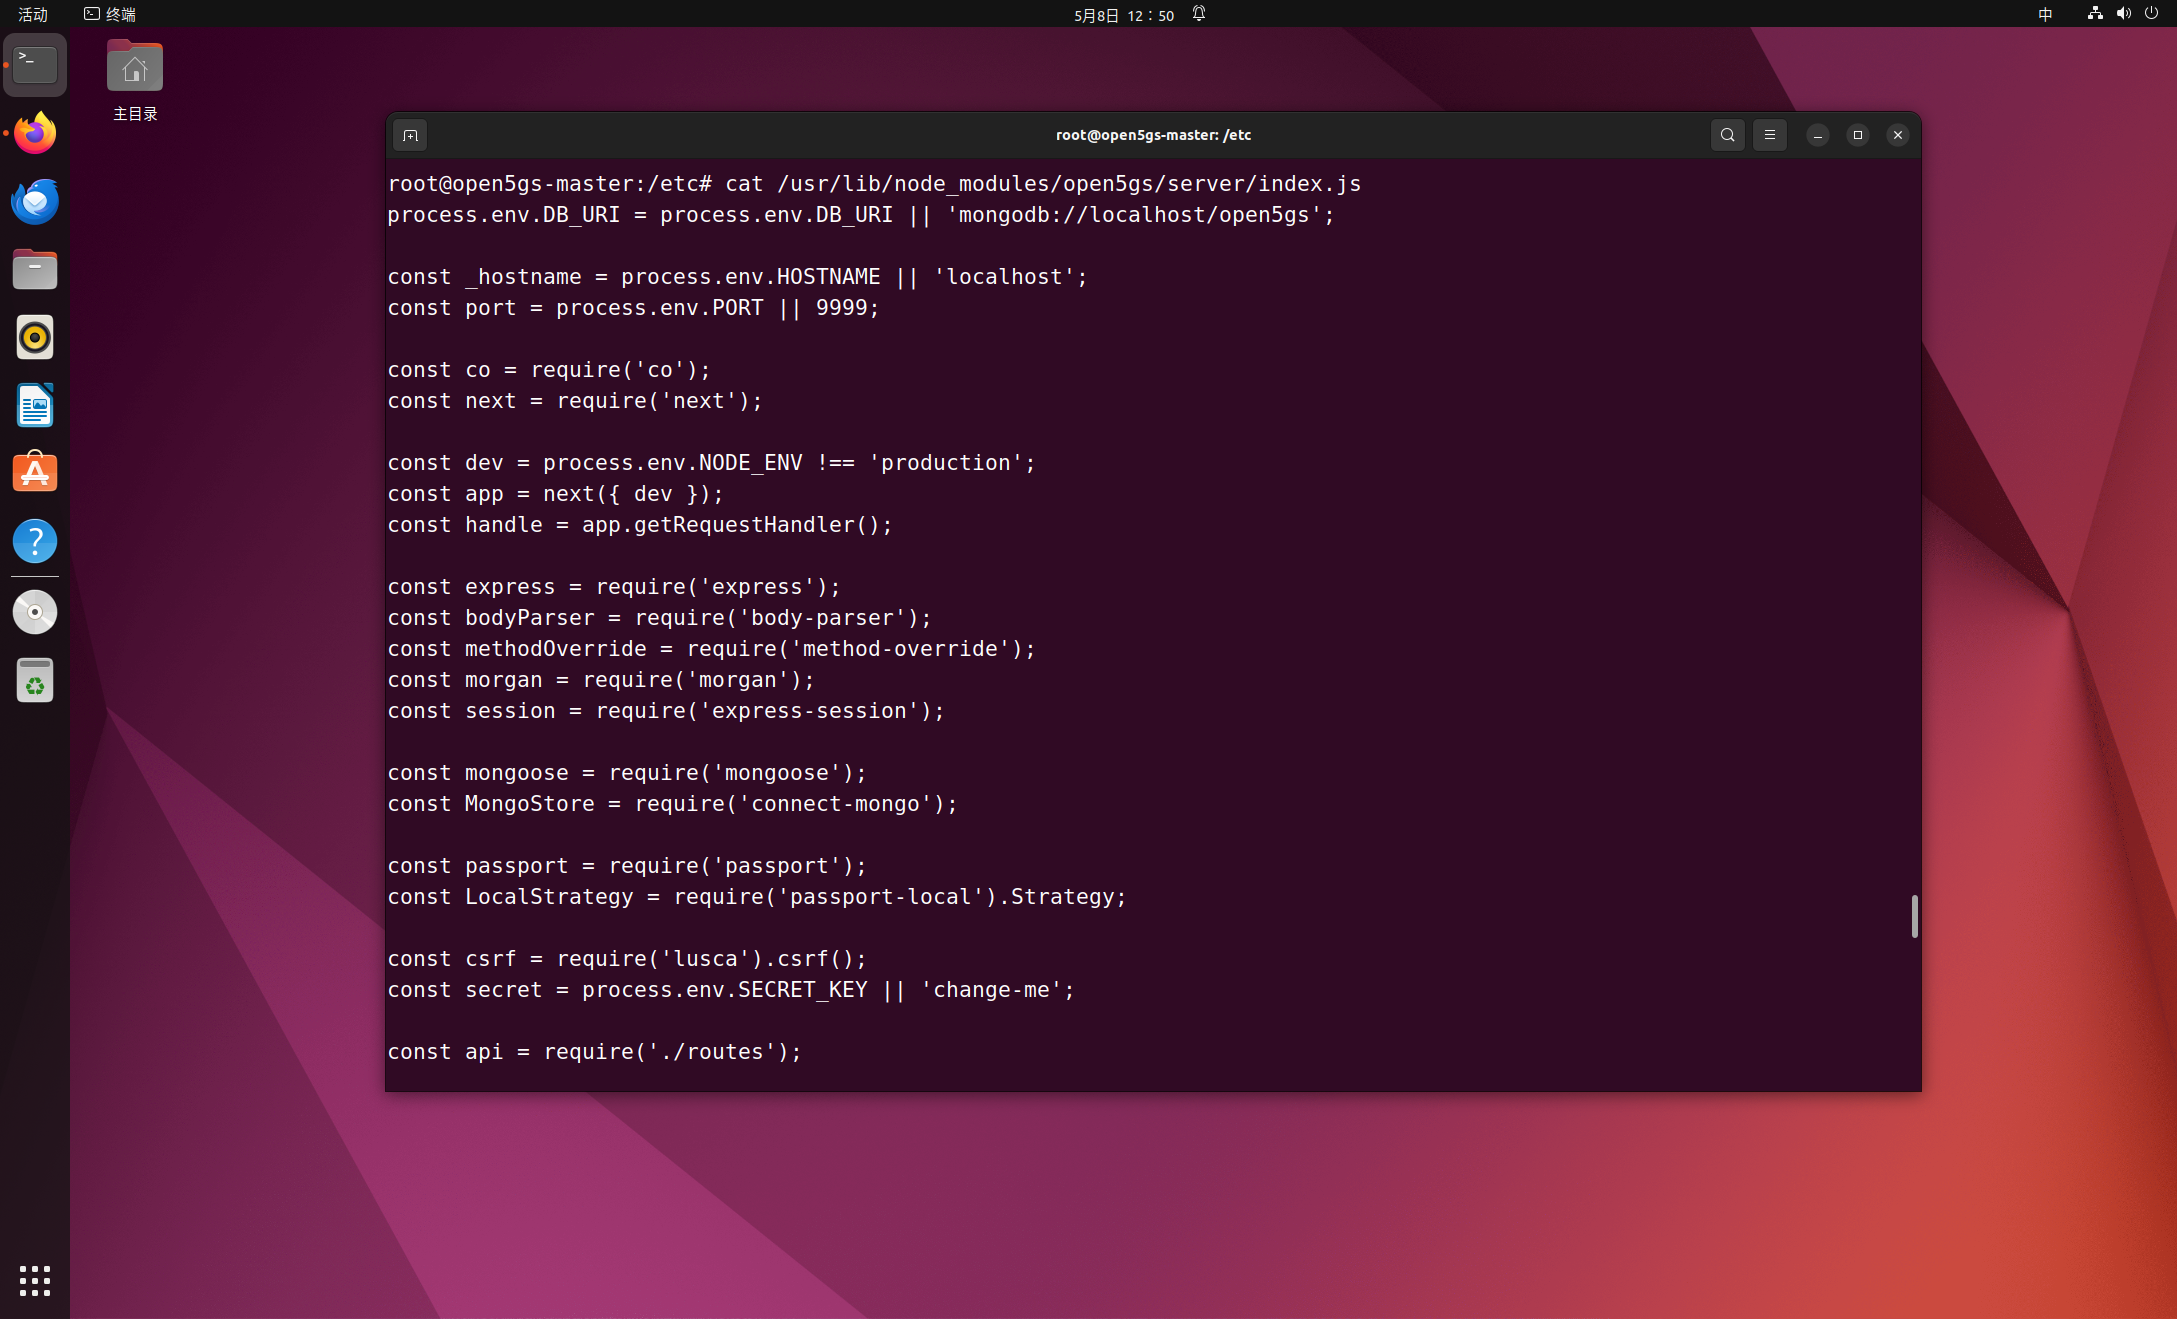 活动 终端 5月8日 12：50 中
主目录
root@open5gs-master: /etc
root@open5gs-master:/etc# cat /usr/lib/node_modules/open5gs/server/index.js
process.env.DB_URI = process.env.DB_URI || 'mongodb://localhost/open5gs';
const _hostname = process.env.HOSTNAME || 'localhost';
const port = process.env.PORT || 9999;
const co = require('co');
const next = require('next');
const dev = process.env.NODE_ENV !== 'production';
const app = next({ dev });
const handle = app.getRequestHandler();
const express = require('express');
const bodyParser = require('body-parser');
const methodOverride = require('method-override');
const morgan = require('morgan');
const session = require('express-session');
const mongoose = require('mongoose');
const MongoStore = require('connect-mongo');
const passport = require('passport');
const LocalStrategy = require('passport-local').Strategy;
const csrf = require('lusca').csrf();
const secret = process.env.SECRET_KEY || 'change-me';
const api = require('./routes');